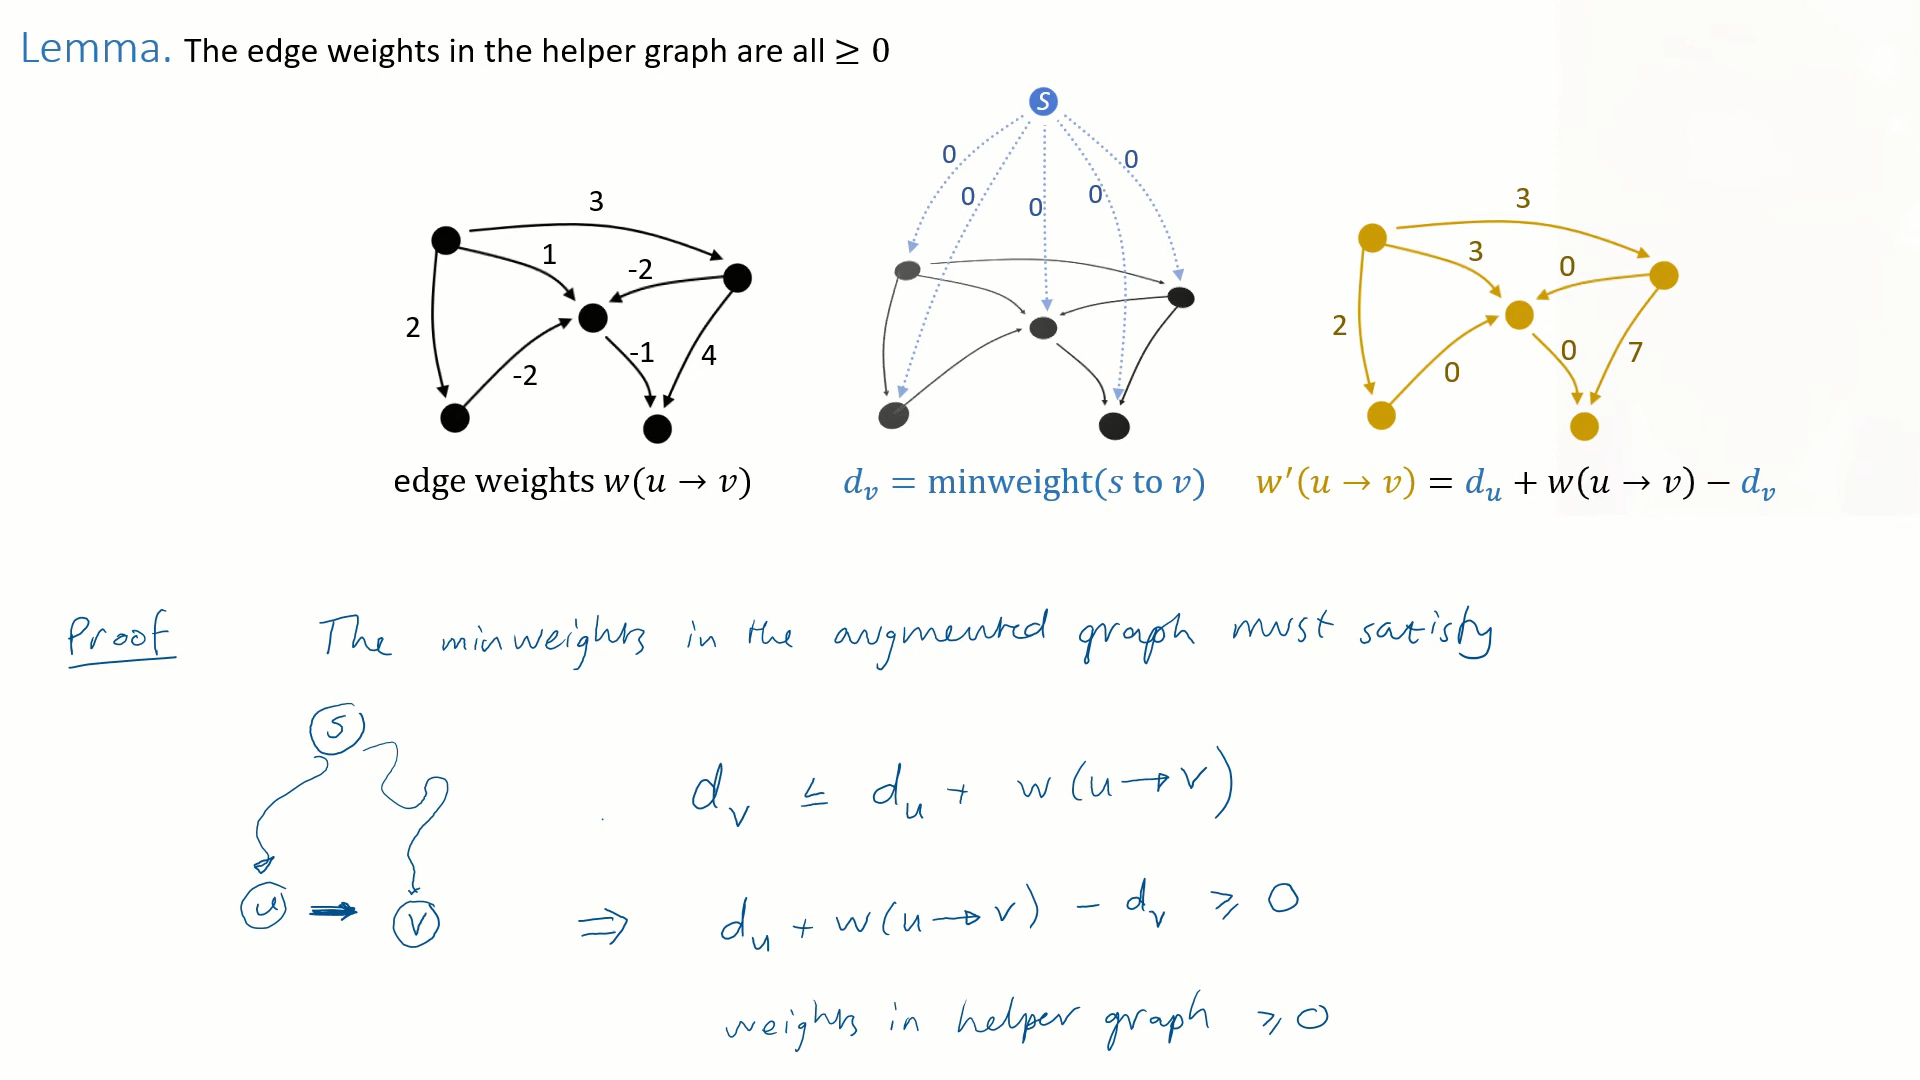 Lemma. The edge weights in the helper graph are all ≥ 0
3
1
-2
2
-1
4
-2
edge weights w(u → v)
S
0
0
0
0
0
d_v = minweight(s to v)
3
3
0
2
0
7
0
w′(u → v) = d_u + w(u → v) − d_v
Proof The minweights in the augmented graph must satisfy
S
u
v
d_v ≤ d_u + w(u→v)
⇒ d_u + w(u→v) - d_v ≥ 0
weights in helper graph ≥ 0